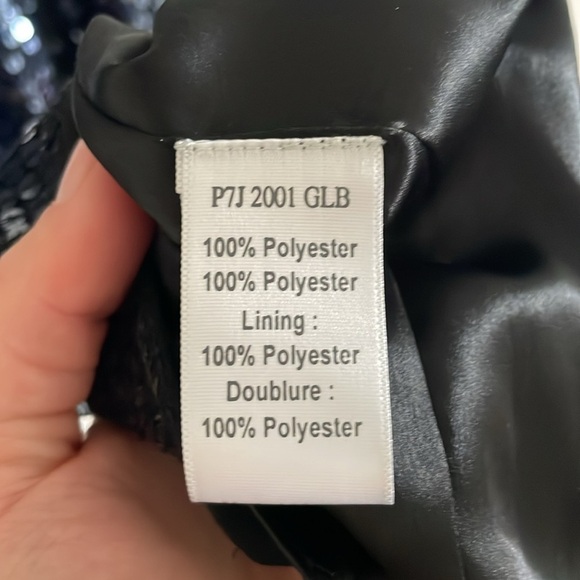 P7J 2001 GLB
100% Polyester
100% Polyester
Lining :
100% Polyester
Doublure :
100% Polyester